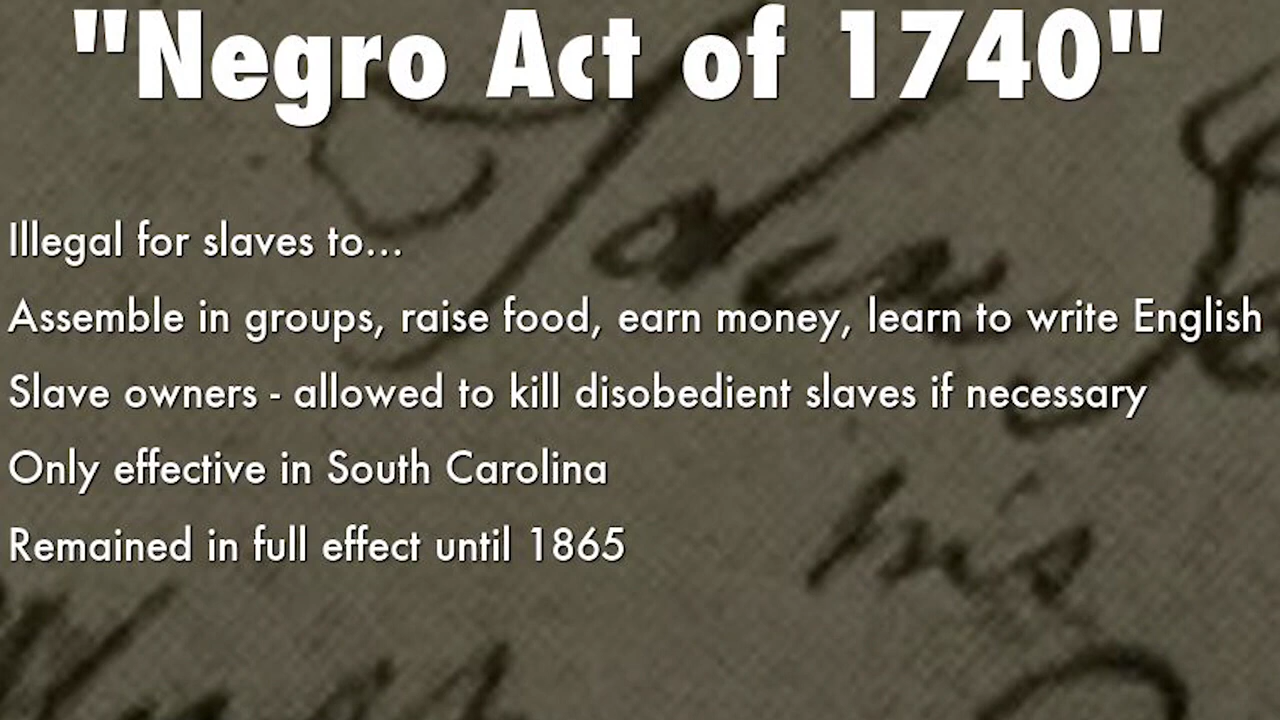 "Negro Act of 1740"
Illegal for slaves to...
Assemble in groups, raise food, earn money, learn to write English
Slave owners - allowed to kill disobedient slaves if necessary
Only effective in South Carolina
Remained in full effect until 1865
his